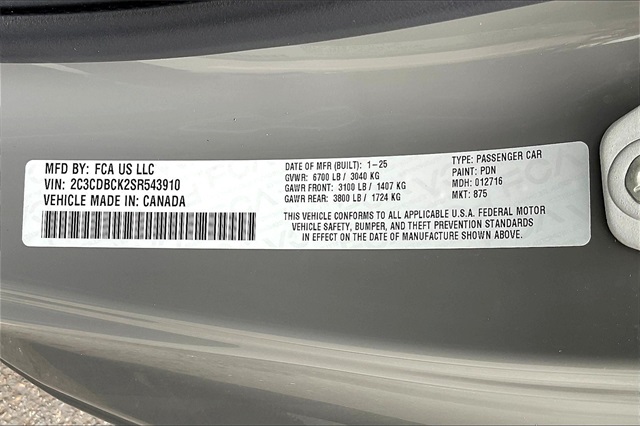 MFD BY: FCA US LLC
VIN: 2C3CDBCK2SR543910
VEHICLE MADE IN: CANADA
DATE OF MFR (BUILT): 1-25
GVWR: 6700 LB / 3040 KG
GAWR FRONT: 3100 LB / 1407 KG
GAWR REAR: 3800 LB / 1724 KG
TYPE: PASSENGER CAR
PAINT: PDN
MDH: 012716
MKT: 875
THIS VEHICLE CONFORMS TO ALL APPLICABLE U.S.A. FEDERAL MOTOR
VEHICLE SAFETY, BUMPER, AND THEFT PREVENTION STANDARDS
IN EFFECT ON THE DATE OF MANUFACTURE SHOWN ABOVE.